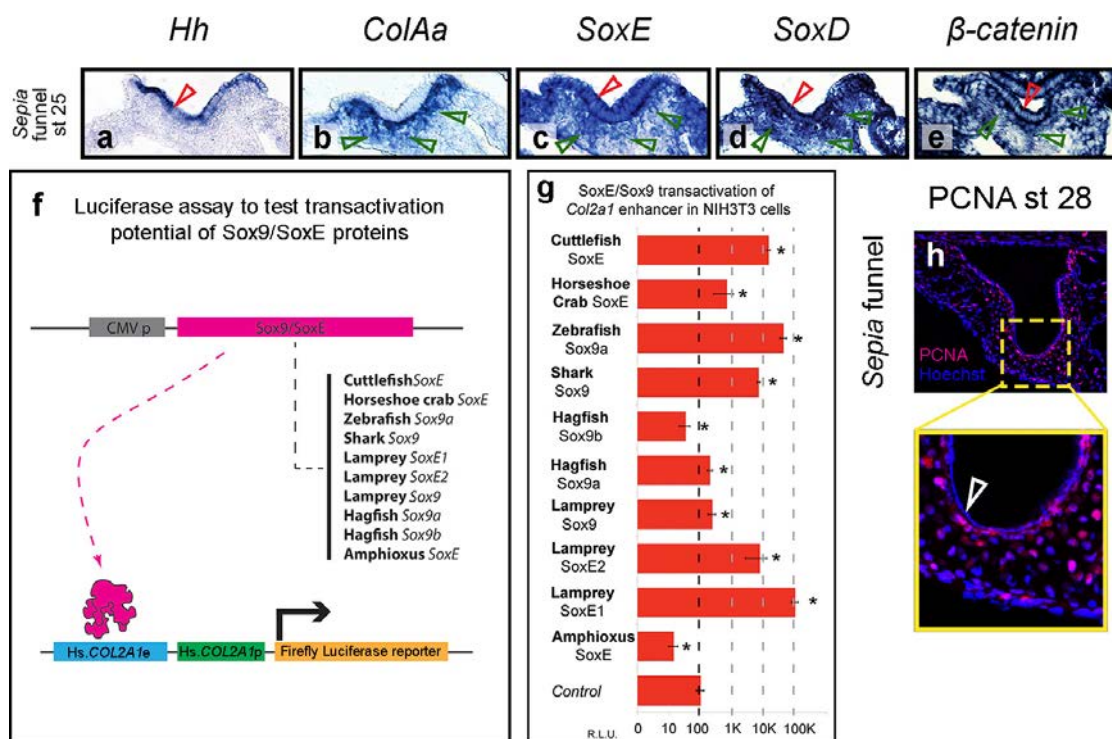 Hh
ColAa
SoxE
SoxD
β-catenin
Sepia
funnel
st 25
a
b
c
d
e
f
Luciferase assay to test transactivation
potential of Sox9/SoxE proteins
CMV p
Sox9/SoxE
CuttlefishSoxE
Horseshoe crab SoxE
Zebrafish Sox9a
Shark Sox9
Lamprey SoxE1
Lamprey SoxE2
Lamprey Sox9
Hagfish Sox9a
Hagfish Sox9b
Amphioxus SoxE
Hs.COL2A1e
Hs.COL2A1p
Firefly Luciferase reporter
g
SoxE/Sox9 transactivation of
Col2a1 enhancer in NIH3T3 cells
Cuttlefish
SoxE
*
Horseshoe
Crab SoxE
*
Zebrafish
Sox9a
*
Shark
Sox9
*
Hagfish
Sox9b
*
Hagfish
Sox9a
*
Lamprey
Sox9
*
Lamprey
SoxE2
*
Lamprey
SoxE1
*
Amphioxus
SoxE
*
Control
R.L.U.
0 10 100 1K 10K 100K
PCNA st 28
Sepia funnel
h
PCNA
Hoechst